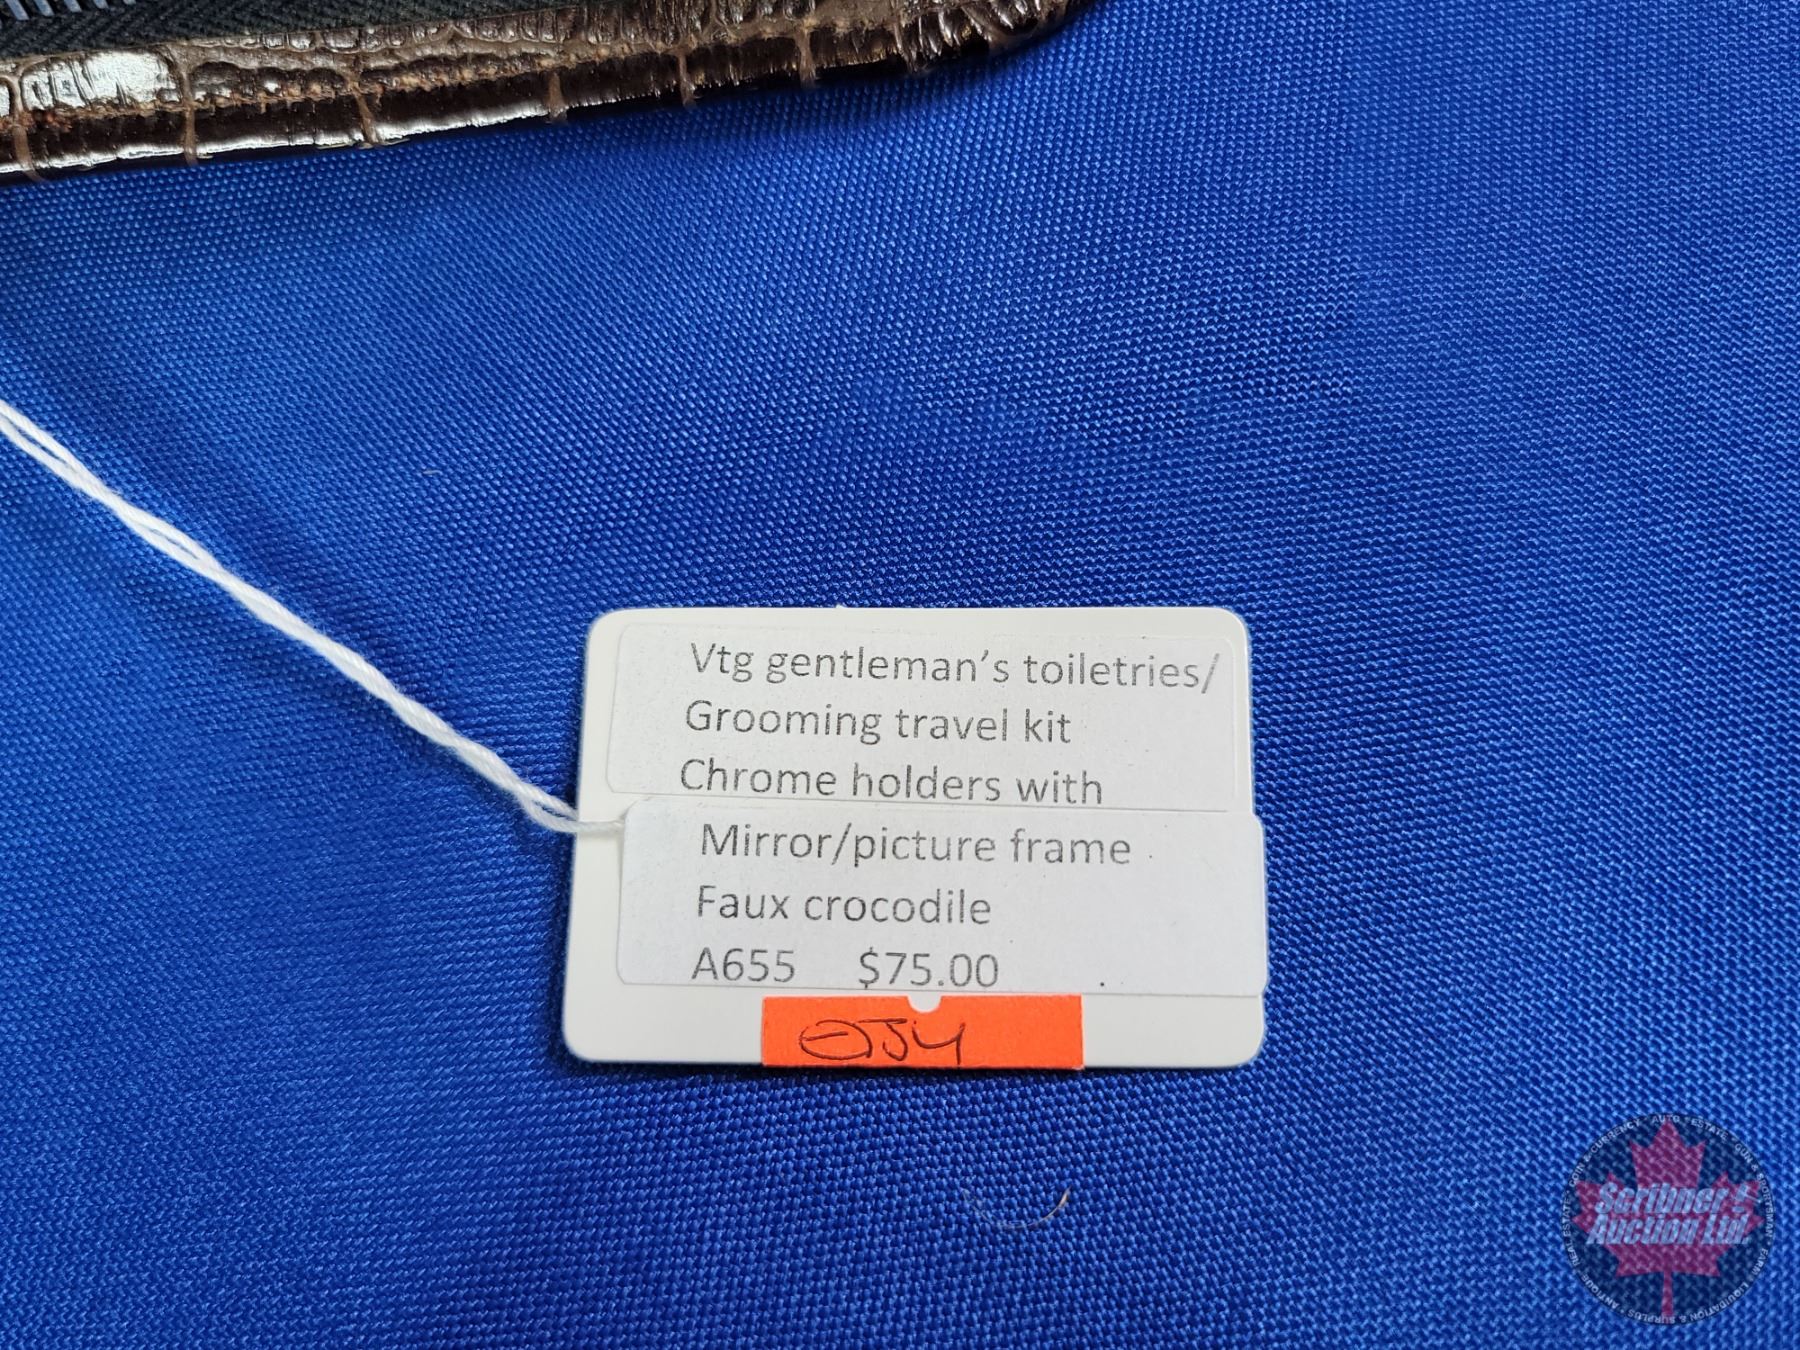 Vtg gentleman's toiletries/
Grooming travel kit
Chrome holders with
Mirror/picture frame
Faux crocodile
A655 $75.00
Scribner's
Auction Ltd.